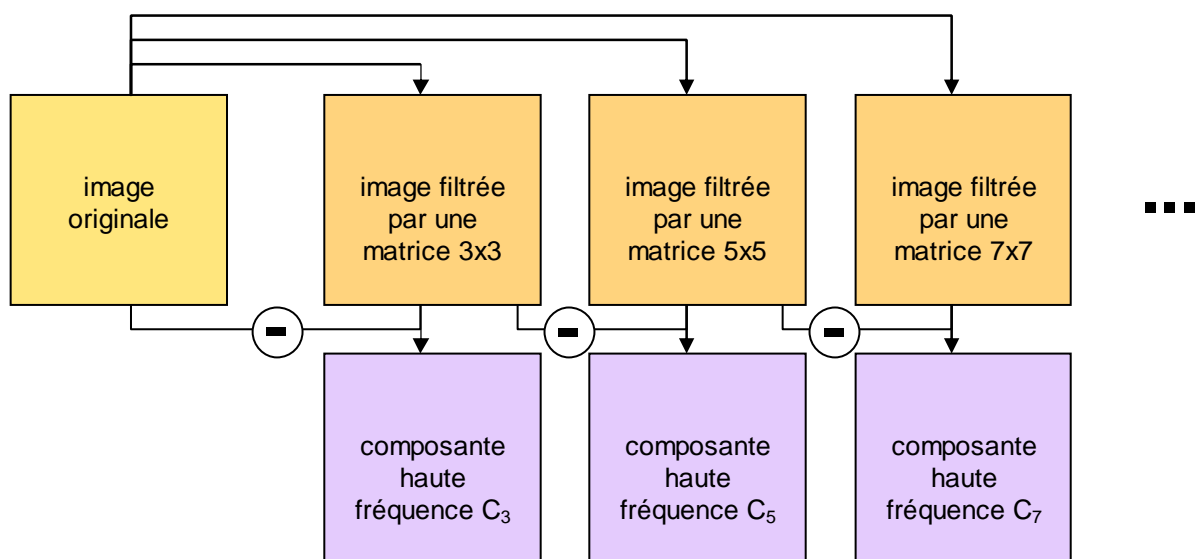 image
originale
image filtrée
par une
matrice 3x3
image filtrée
par une
matrice 5x5
image filtrée
par une
matrice 7x7
...
-
-
-
composante
haute
fréquence C₃
composante
haute
fréquence C₅
composante
haute
fréquence C₇